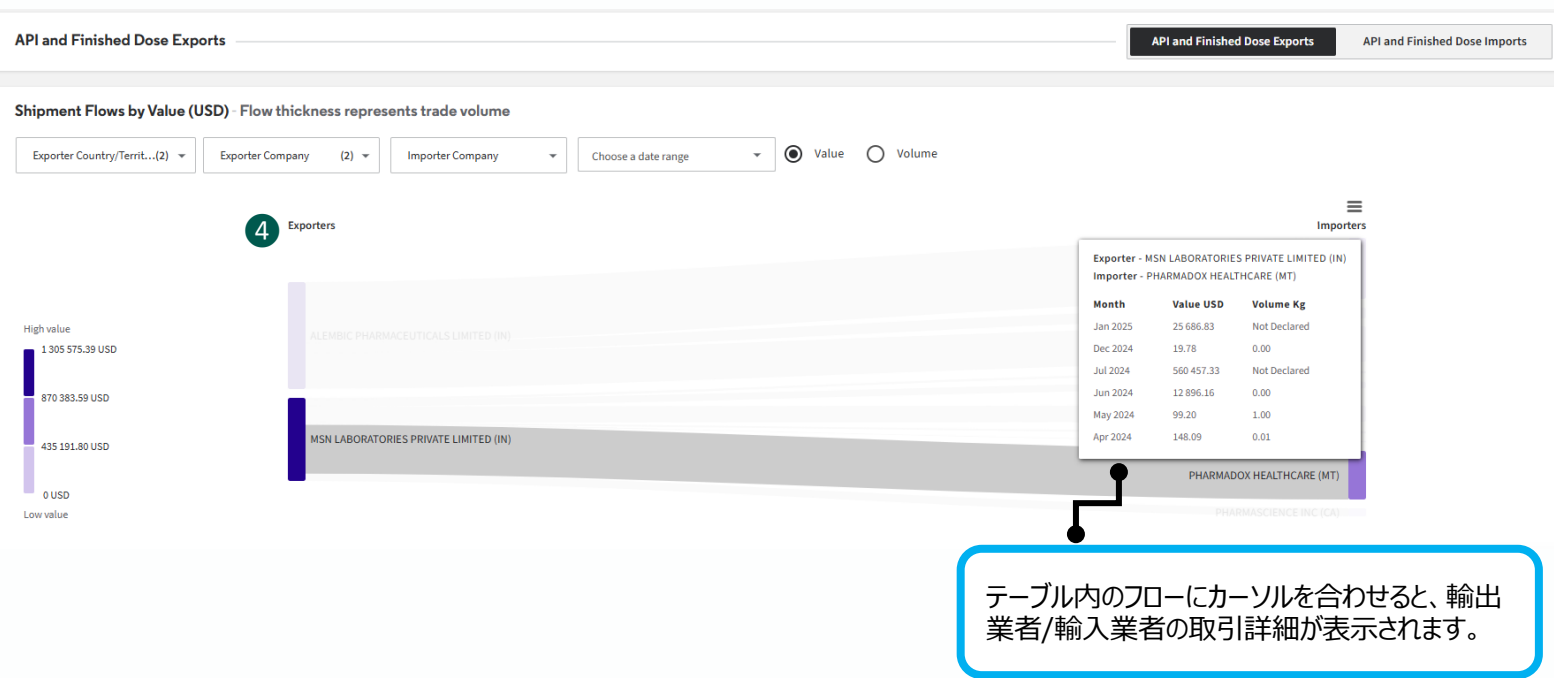 API and Finished Dose Exports
API and Finished Dose Exports
API and Finished Dose Imports
Shipment Flows by Value (USD) - Flow thickness represents trade volume
Exporter Country/Territ...(2)
Exporter Company (2)
Importer Company
Choose a date range
Value
Volume
4
Exporters
Importers
Exporter - MSN LABORATORIES PRIVATE LIMITED (IN)
Importer - PHARMADOX HEALTHCARE (MT)
Month Value USD Volume Kg
Jan 2025 25 686.83 Not Declared
Dec 2024 19.78 0.00
Jul 2024 560 457.33 Not Declared
Jun 2024 12 896.16 0.00
May 2024 99.20 1.00
Apr 2024 148.09 0.01
High value
1 305 575.39 USD
870 383.59 USD
435 191.80 USD
0 USD
Low value
ALEMBIC PHARMACEUTICALS LIMITED (IN)
MSN LABORATORIES PRIVATE LIMITED (IN)
PHARMADOX HEALTHCARE (MT)
PHARMASCIENCE INC (CA)
テーブル内のフローにカーソルを合わせると、輸出
業者/輸入業者の取引詳細が表示されます。